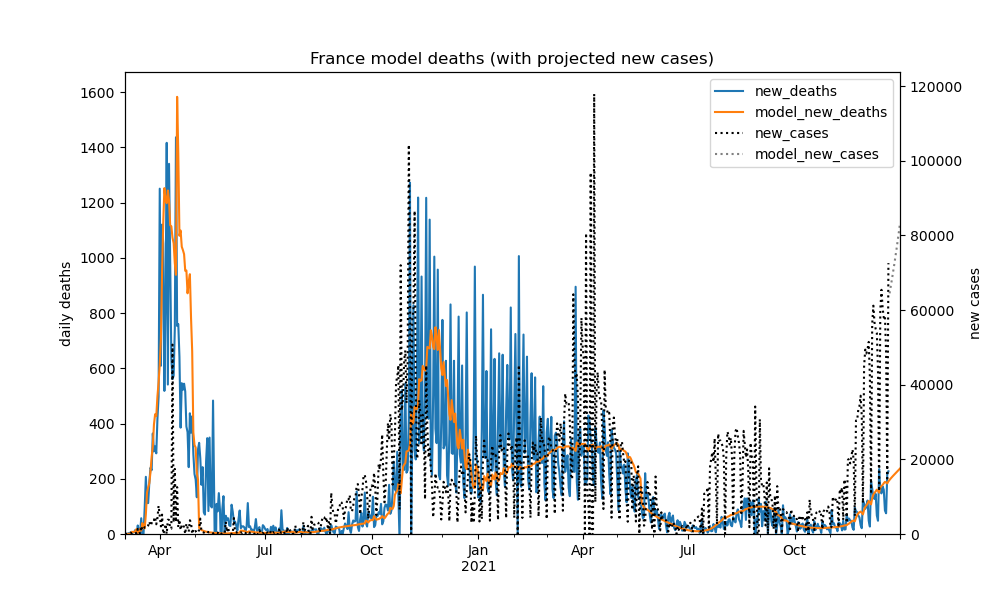 France model deaths (with projected new cases)
new_deaths
model_new_deaths
new_cases
model_new_cases
daily deaths
1600
1400
1200
1000
800
600
400
200
0
120000
100000
80000
60000
40000
20000
0
new cases
Apr
Jul
Oct
Jan
2021
Apr
Jul
Oct